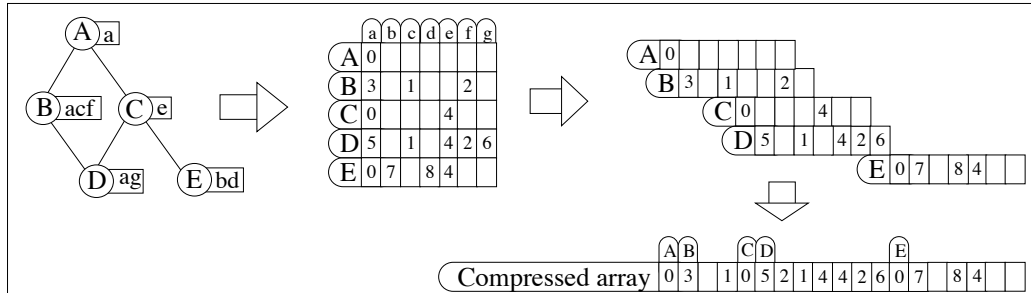 A a
B acf
C e
D ag
E bd
a b c d e f g
A 0
B 3 1 2
C 0 4
D 5 1 4 2 6
E 0 7 8 4
A 0
B 3 1 2
C 0 4
D 5 1 4 2 6
E 0 7 8 4
A B C D E
Compressed array 0 3 1 0 5 2 1 4 4 2 6 0 7 8 4